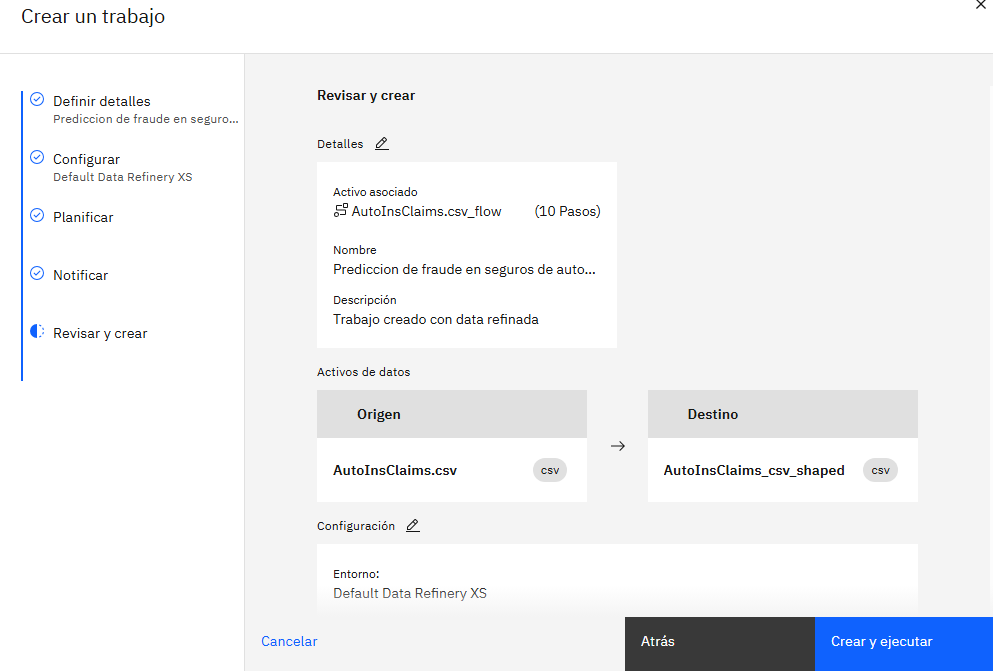 Crear un trabajo
Definir detalles
Prediccion de fraude en seguro...
Configurar
Default Data Refinery XS
Planificar
Notificar
Revisar y crear
Revisar y crear
Detalles
Activo asociado
AutoInsClaims.csv_flow (10 Pasos)
Nombre
Prediccion de fraude en seguros de auto...
Descripción
Trabajo creado con data refinada
Activos de datos
Origen
AutoInsClaims.csv csv
Destino
AutoInsClaims_csv_shaped csv
Configuración
Entorno:
Default Data Refinery XS
Cancelar
Atrás
Crear y ejecutar